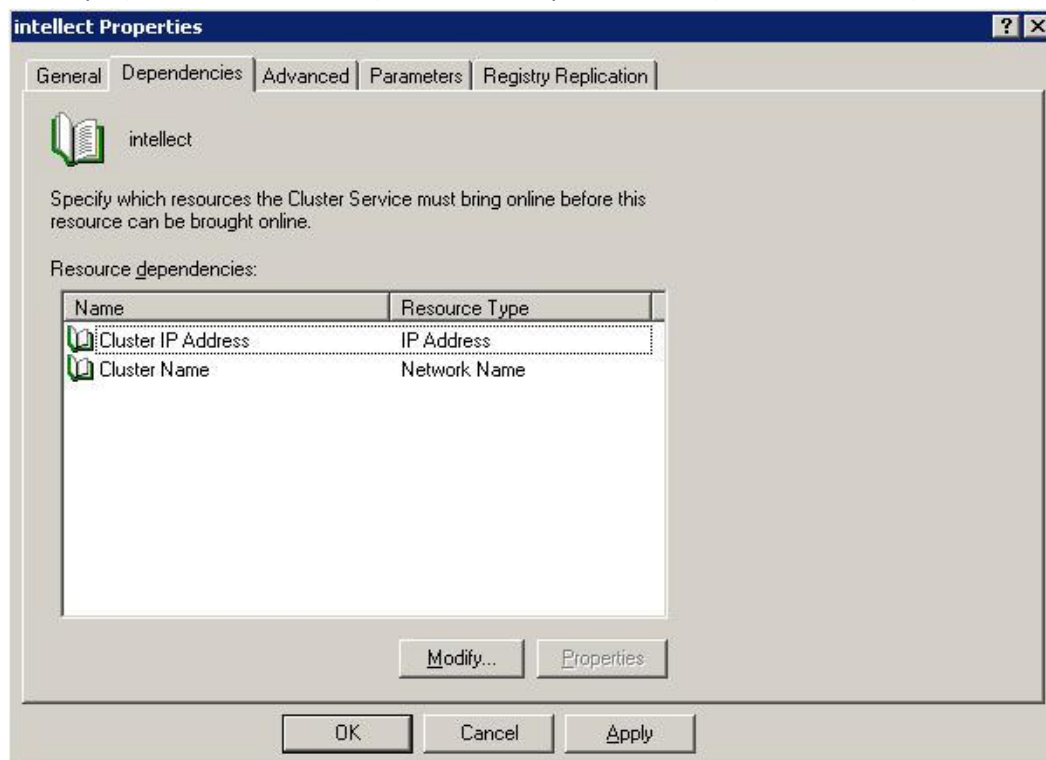 intellect Properties
General Dependencies Advanced Parameters Registry Replication
intellect
Specify which resources the Cluster Service must bring online before this
resource can be brought online.
Resource dependencies:
Name Resource Type
Cluster IP Address IP Address
Cluster Name Network Name
Modify... Properties
OK Cancel Apply